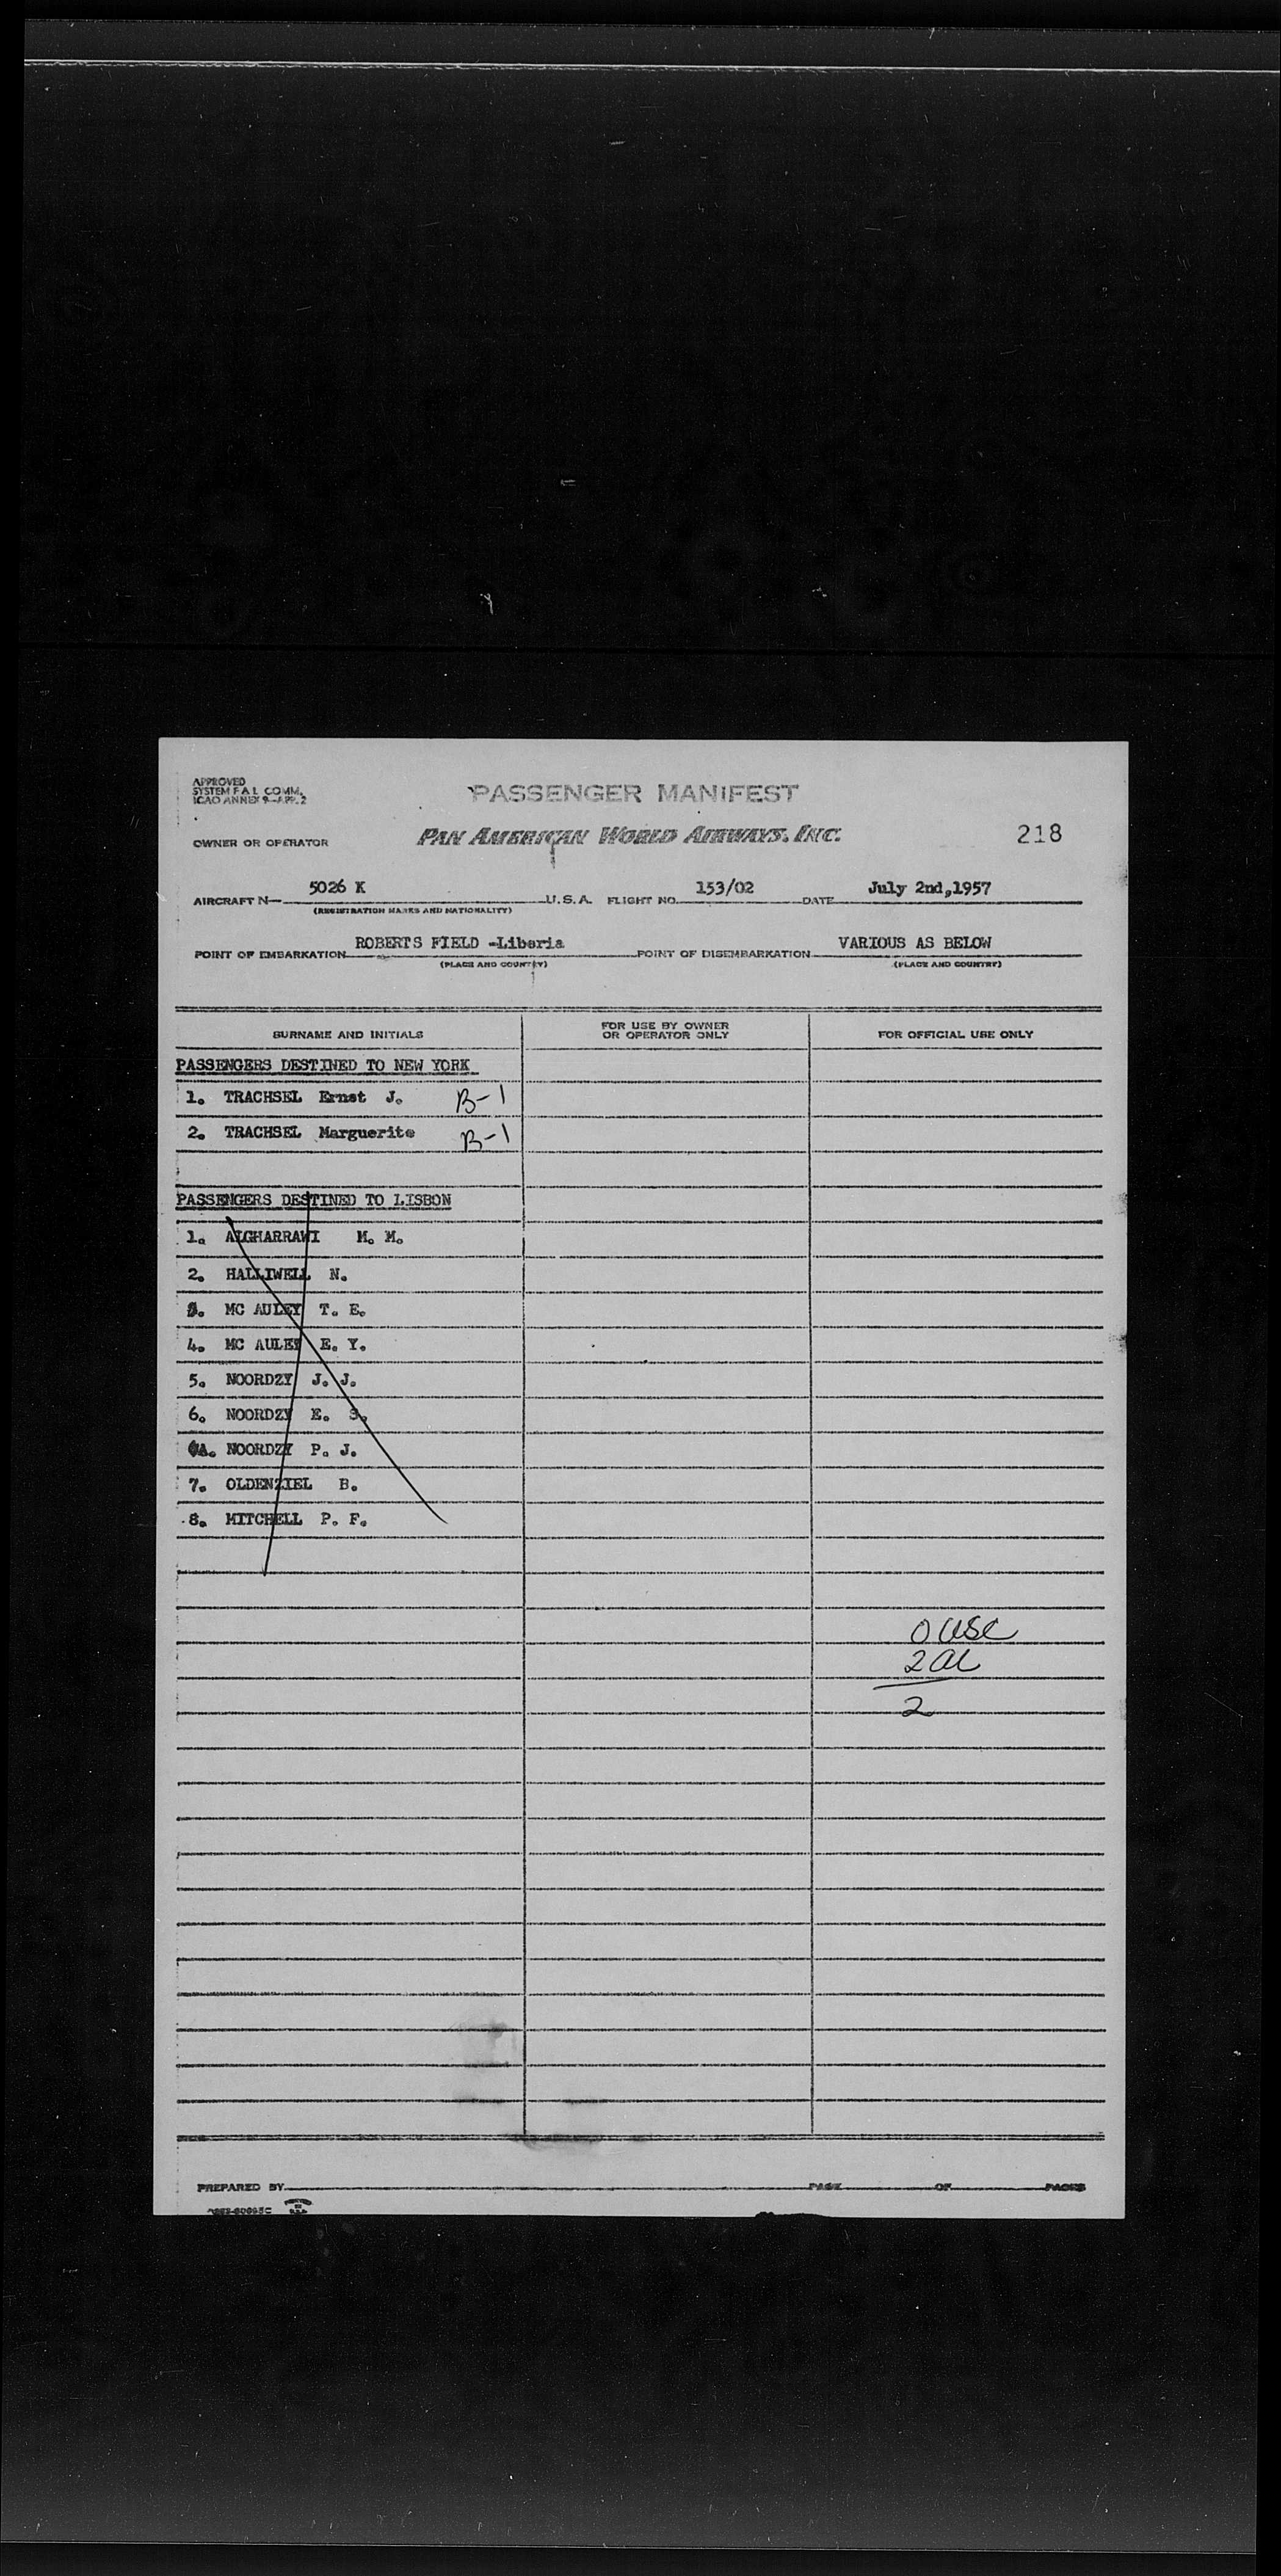 APPROVED
SYSTEM F A L COMM.
ICAO ANNEX 9-APP. 2
PASSENGER MANIFEST
OWNER OR OPERATOR PAN AMERICAN WORLD AIRWAYS, INC. 218
AIRCRAFT N— 5026 K U.S.A. FLIGHT NO. 153/02 DATE July 2nd,1957
(REGISTRATION MARKS AND NATIONALITY)
POINT OF EMBARKATION ROBERTS FIELD -Liberia POINT OF DISEMBARKATION VARIOUS AS BELOW
(PLACE AND COUNTRY) (PLACE AND COUNTRY)
SURNAME AND INITIALS FOR USE BY OWNER OR OPERATOR ONLY FOR OFFICIAL USE ONLY
PASSENGERS DESTINED TO NEW YORK
1. TRACHSEL Ernst J. B-1
2. TRACHSEL Marguerite B-1
PASSENGERS DESTINED TO LISBON
1. ALGHARRAWI M. M.
2. HALLIWELL N.
3. MC AULEY T. E.
4. MC AULEY E. Y.
5. NOORDZY J. J.
6. NOORDZY E. S.
6A. NOORDZY P. J.
7. OLDENZIEL B.
8. MITCHELL P. F.
0 USC
2 al
2
PREPARED BY PAGE OF PAGES